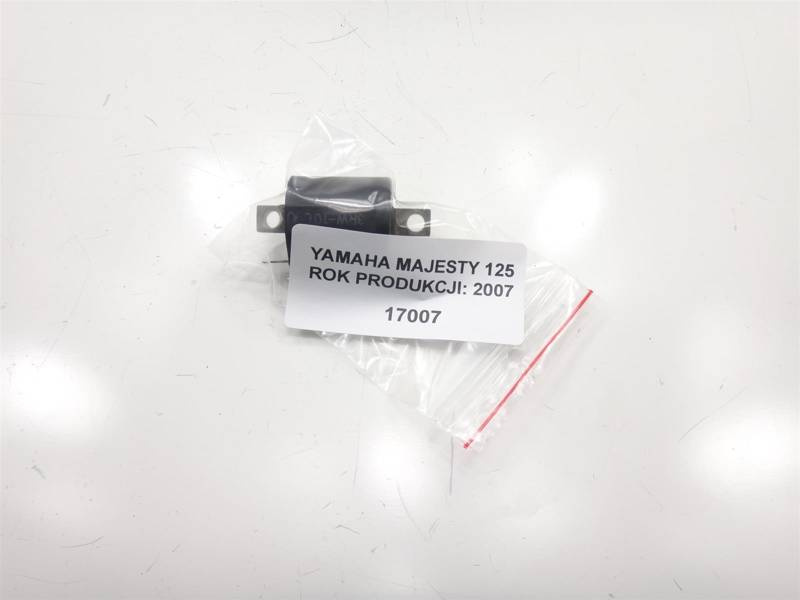 YAMAHA MAJESTY 125
ROK PRODUKCJI: 2007
17007